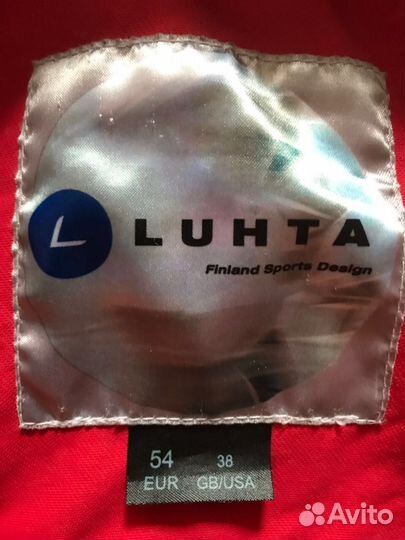 L LUHTA
Finland Sports Design
54 38
EUR GB/USA
Avito